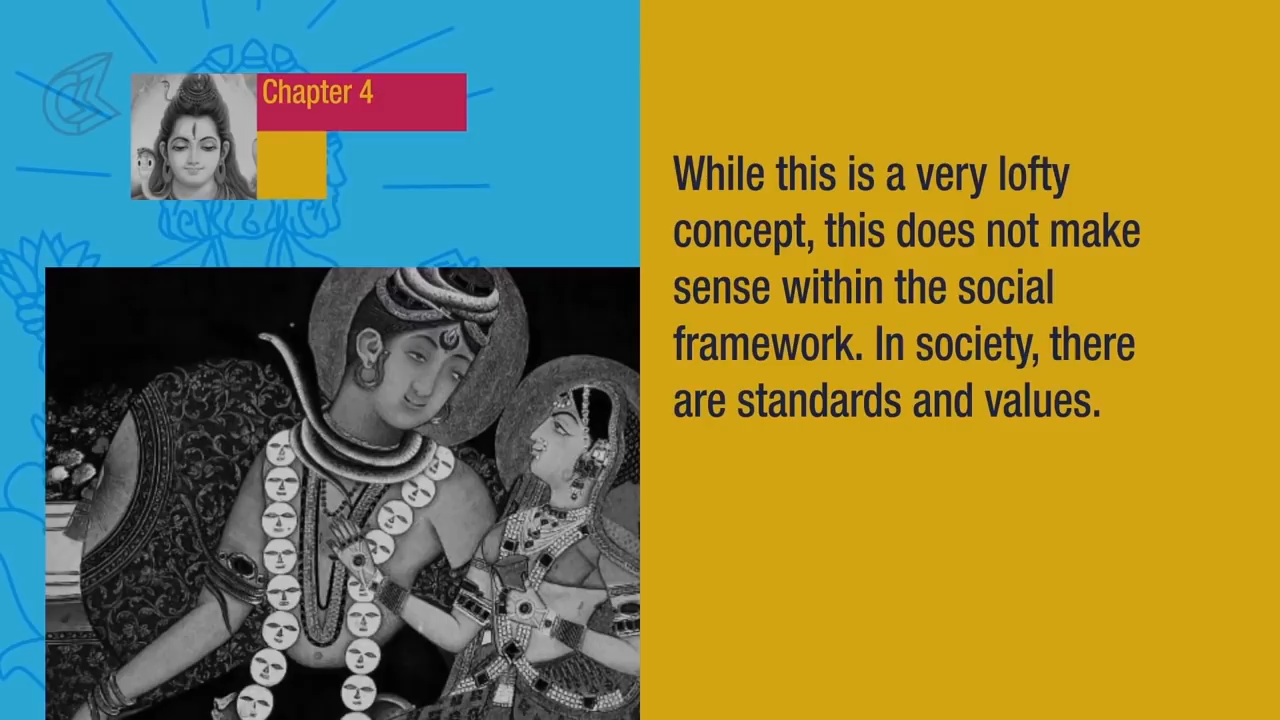 Chapter 4
While this is a very lofty
concept, this does not make
sense within the social
framework. In society, there
are standards and values.